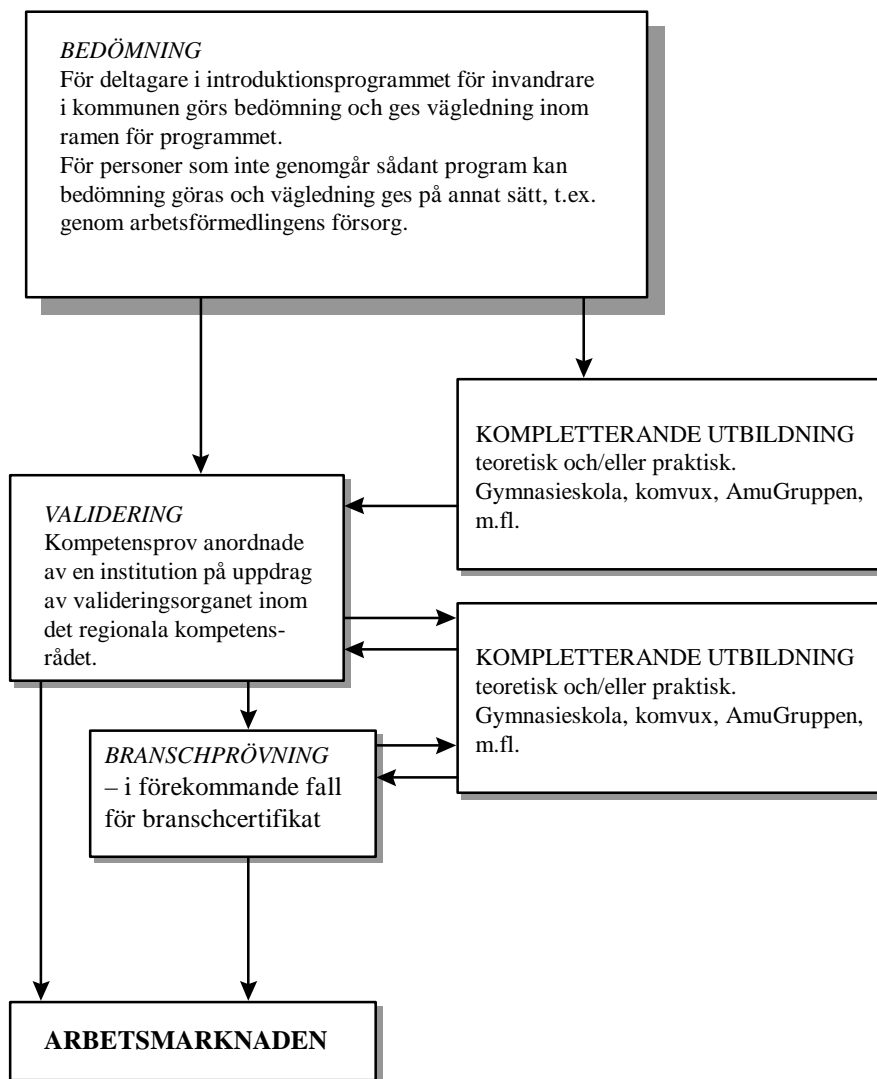 BEDÖMNING
För deltagare i introduktionsprogrammet för invandrare
i kommunen görs bedömning och ges vägledning inom
ramen för programmet.
För personer som inte genomgår sådant program kan
bedömning göras och vägledning ges på annat sätt, t.ex.
genom arbetsförmedlingens försorg.
KOMPLETTERANDE UTBILDNING
teoretisk och/eller praktisk.
Gymnasieskola, komvux, AmuGruppen,
m.fl.
VALIDERING
Kompetensprov anordnade
av en institution på uppdrag
av valideringsorganet inom
det regionala kompetens-
rådet.
KOMPLETTERANDE UTBILDNING
teoretisk och/eller praktisk.
Gymnasieskola, komvux, AmuGruppen,
m.fl.
BRANSCHPRÖVNING
– i förekommande fall
för branschcertifikat
ARBETSMARKNADEN